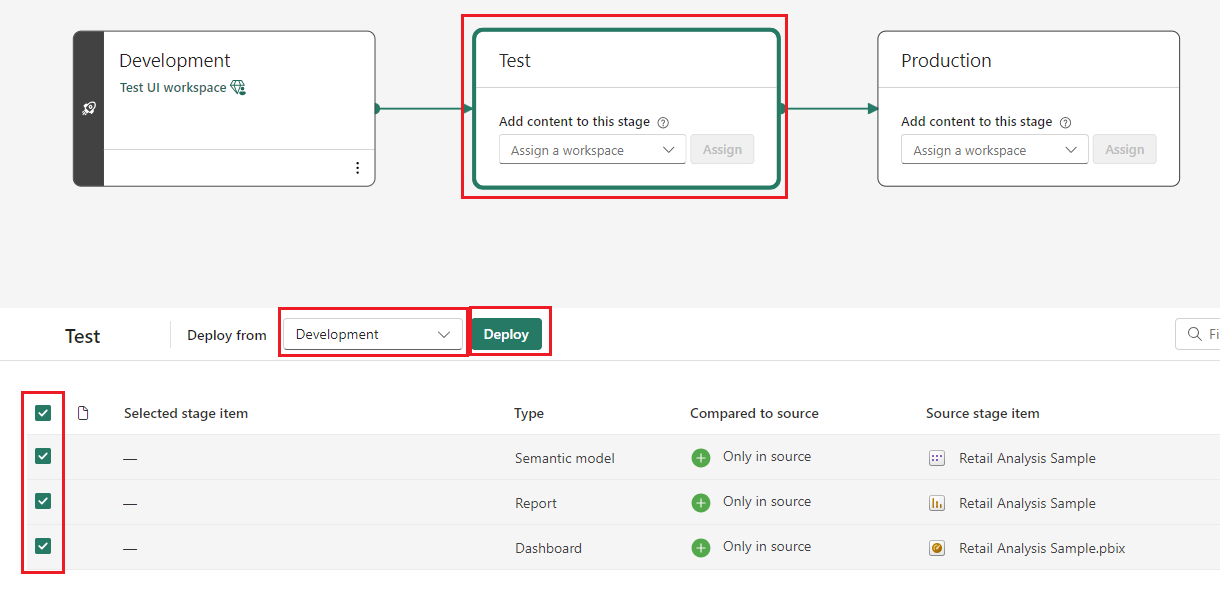 Development
Test UI workspace
Test
Add content to this stage
Assign a workspace
Assign
Production
Add content to this stage
Assign a workspace
Assign
Test
Deploy from
Development
Deploy
Selected stage item
Type
Compared to source
Source stage item
— Semantic model Only in source Retail Analysis Sample
— Report Only in source Retail Analysis Sample
— Dashboard Only in source Retail Analysis Sample.pbix